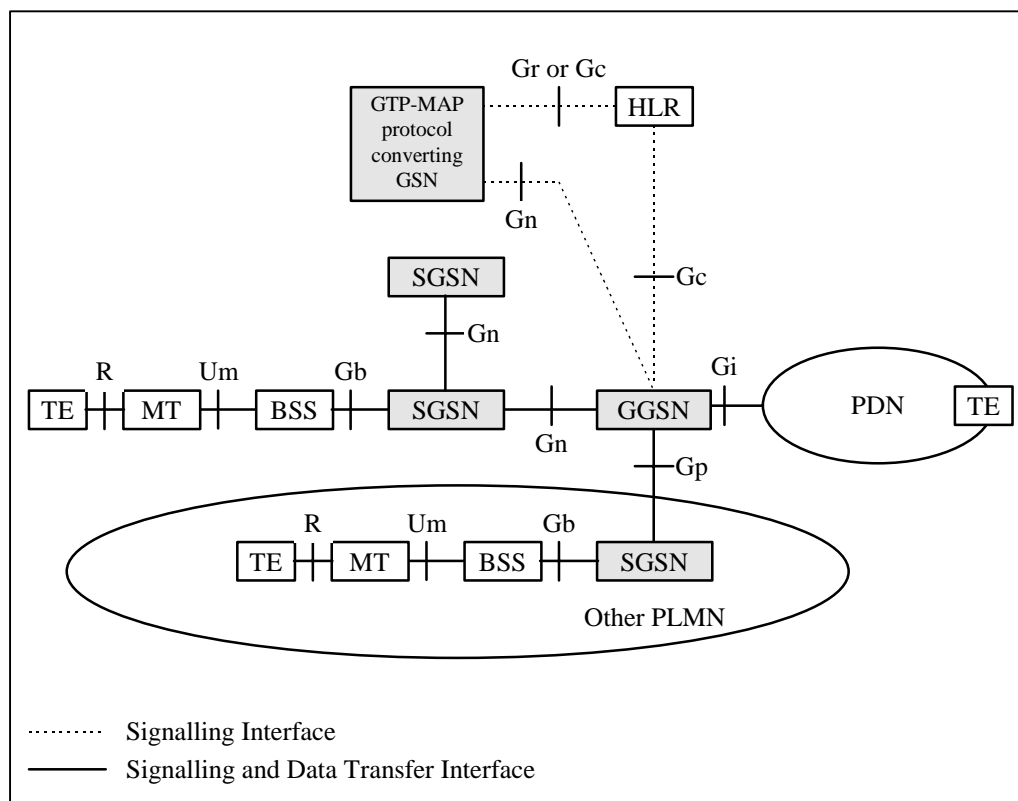 Gr or Gc
GTP-MAP
protocol
converting
GSN
HLR
Gn
SGSN
Gc
Gn
R
Um
Gb
Gi
TE
MT
BSS
SGSN
GGSN
PDN
TE
Gn
Gp
R
Um
Gb
TE
MT
BSS
SGSN
Other PLMN
Signalling Interface
Signalling and Data Transfer Interface